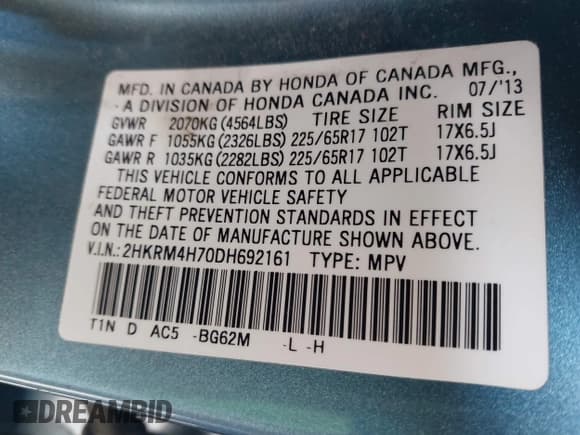 MFD. IN CANADA BY HONDA OF CANADA MFG.,
-A DIVISION OF HONDA CANADA INC. 07/'13
GVWR 2070KG (4564LBS) TIRE SIZE RIM SIZE
GAWR F 1055KG (2326LBS) 225/65R17 102T 17X6.5J
GAWR R 1035KG (2282LBS) 225/65R17 102T 17X6.5J
THIS VEHICLE CONFORMS TO ALL APPLICABLE
FEDERAL MOTOR VEHICLE SAFETY
AND THEFT PREVENTION STANDARDS IN EFFECT
ON THE DATE OF MANUFACTURE SHOWN ABOVE.
V.I.N.: 2HKRM4H70DH692161 TYPE: MPV
T1N D AC5 -BG62M -L -H
DREAMBID